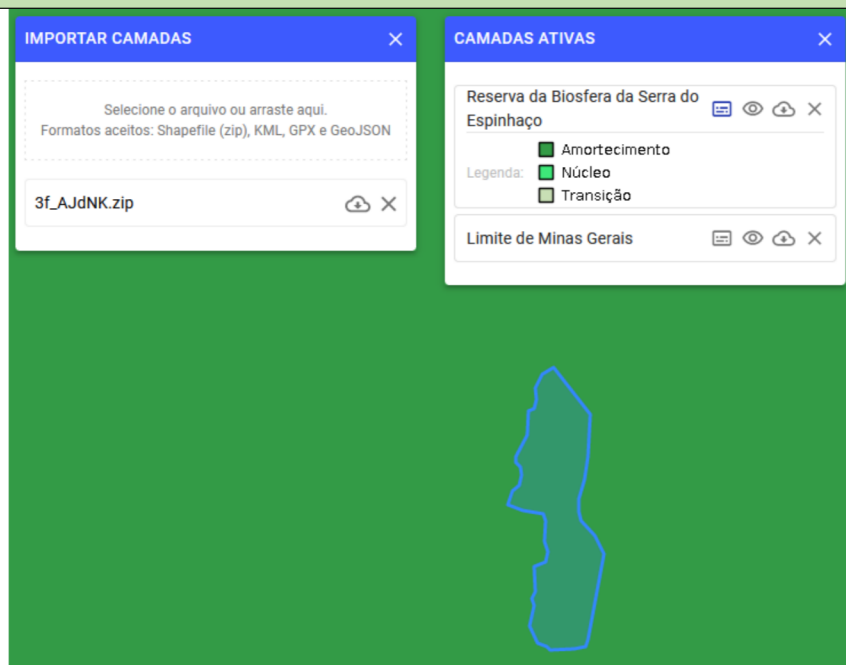 IMPORTAR CAMADAS
Selecione o arquivo ou arraste aqui.
Formatos aceitos: Shapefile (zip), KML, GPX e GeoJSON
3f_AJdNK.zip
CAMADAS ATIVAS
Reserva da Biosfera da Serra do
Espinhaço
Legenda:
Amortecimento
Núcleo
Transição
Limite de Minas Gerais